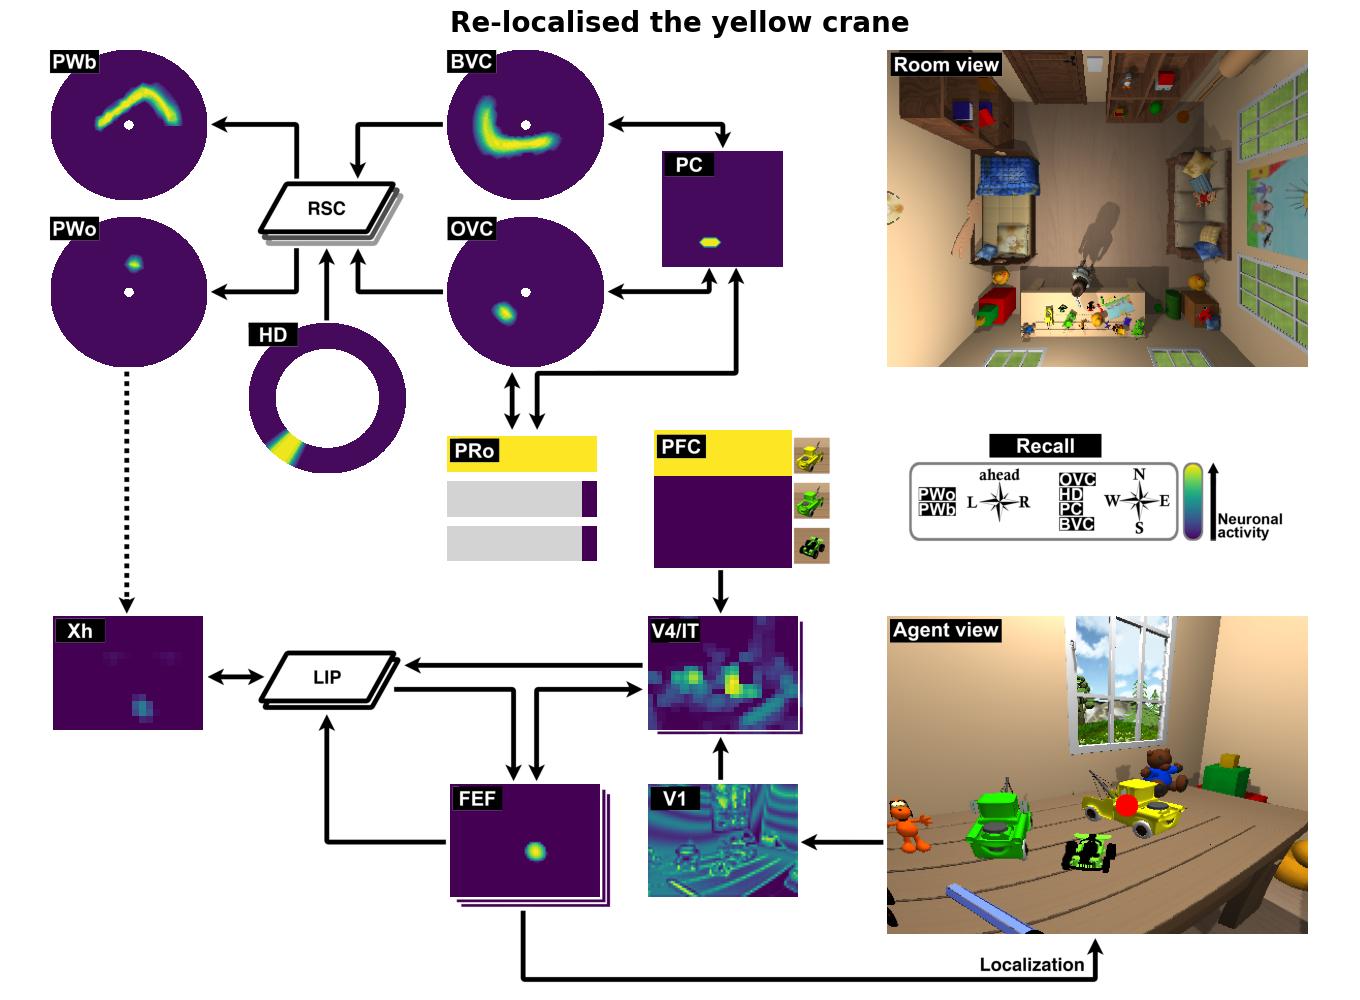 Re-localised the yellow crane
PWb
BVC
Room view
PC
RSC
PWo
OVC
HD
PRo
PFC
Recall
ahead
L R
PWo
PWb
OVC
HD
PC
BVC
N
W E
S
Neuronal
activity
Xh
LIP
V4/IT
Agent view
FEF
V1
Localization